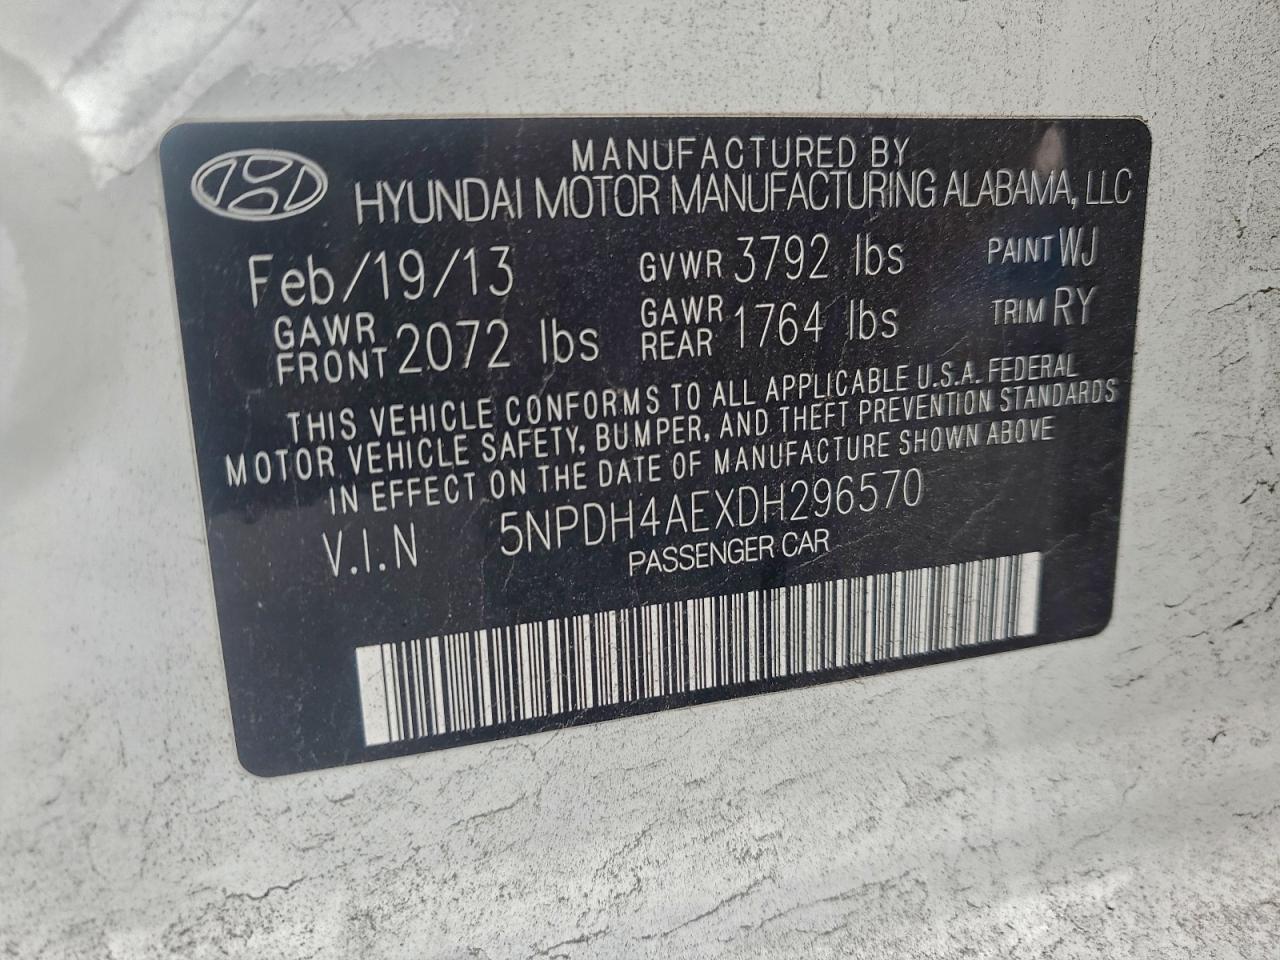 MANUFACTURED BY
HYUNDAI MOTOR MANUFACTURING ALABAMA, LLC
Feb/19/13 GVWR 3792 lbs PAINT WJ
GAWR FRONT 2072 lbs GAWR REAR 1764 lbs TRIM RY
THIS VEHICLE CONFORMS TO ALL APPLICABLE U.S.A. FEDERAL
MOTOR VEHICLE SAFETY, BUMPER, AND THEFT PREVENTION STANDARDS
IN EFFECT ON THE DATE OF MANUFACTURE SHOWN ABOVE
V.I.N 5NPDH4AEXDH296570
PASSENGER CAR